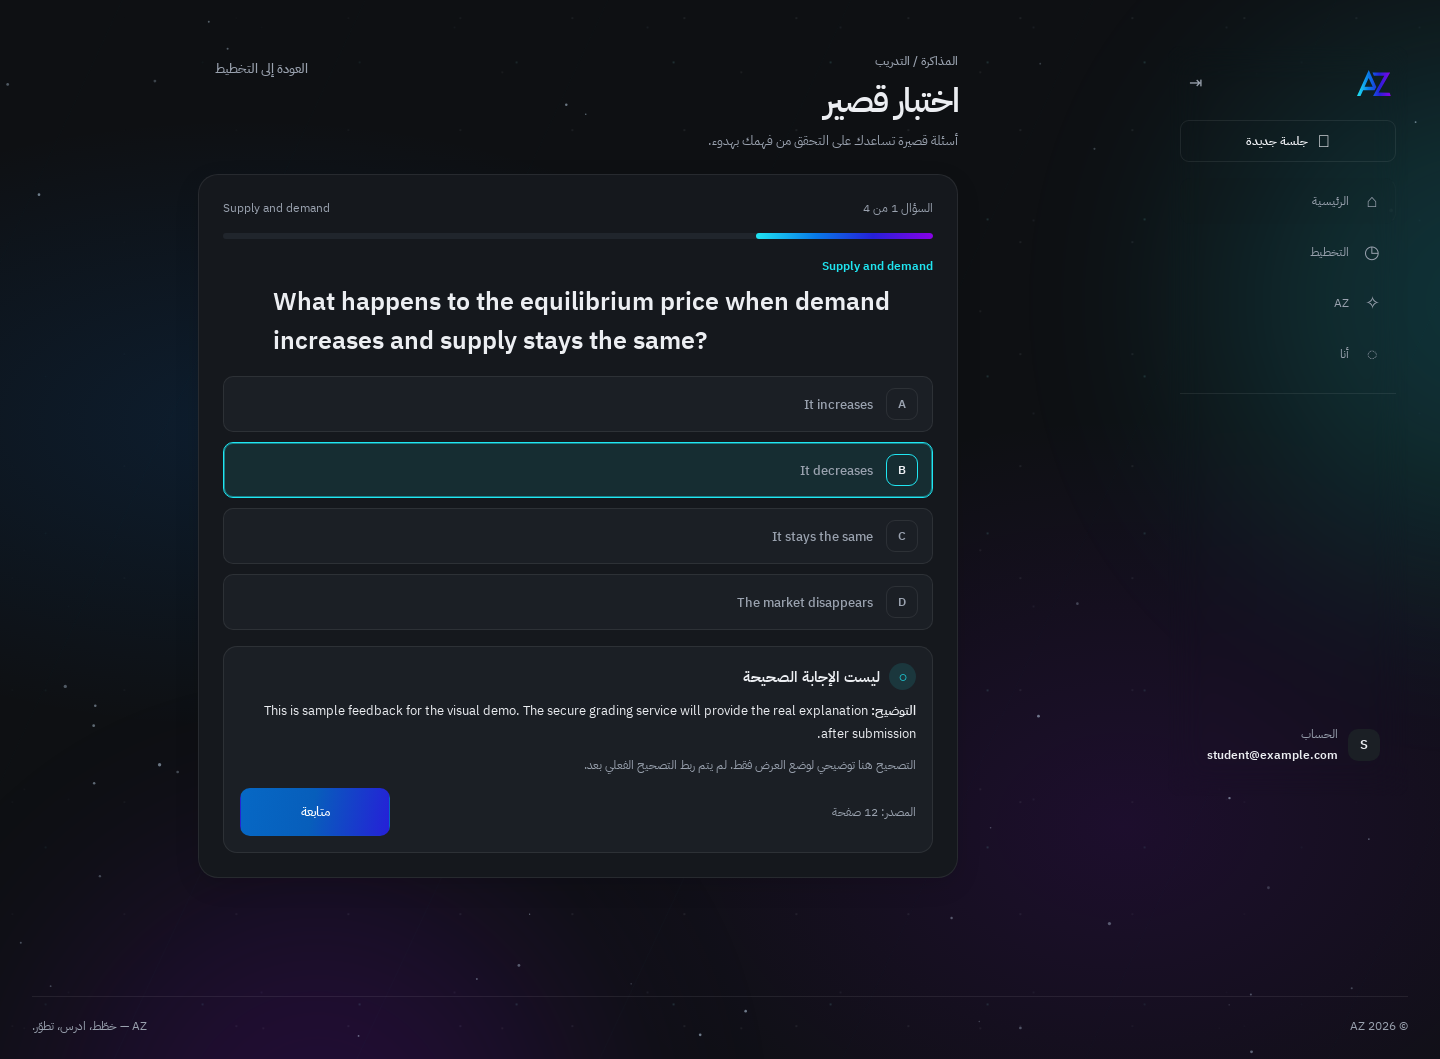 AZ
جلسة جديدة
الرئيسية
التخطيط
AZ
أنا
الحساب
S
student@example.com
المذاكرة / التدريب
العودة إلى التخطيط
اختبار قصير
أسئلة قصيرة تساعدك على التحقق من فهمك بهدوء.
السؤال 1 من 4
Supply and demand
Supply and demand
What happens to the equilibrium price when demand
increases and supply stays the same?
A It increases
B It decreases
C It stays the same
D The market disappears
ليست الإجابة الصحيحة
التوضيح: This is sample feedback for the visual demo. The secure grading service will provide the real explanation
after submission.
التصحيح هنا توضيحي لوضع العرض فقط. لم يتم ربط التصحيح الفعلي بعد.
المصدر: 12 صفحة
متابعة
© 2026 AZ
AZ — خطّط، ادرس، تطوّر.